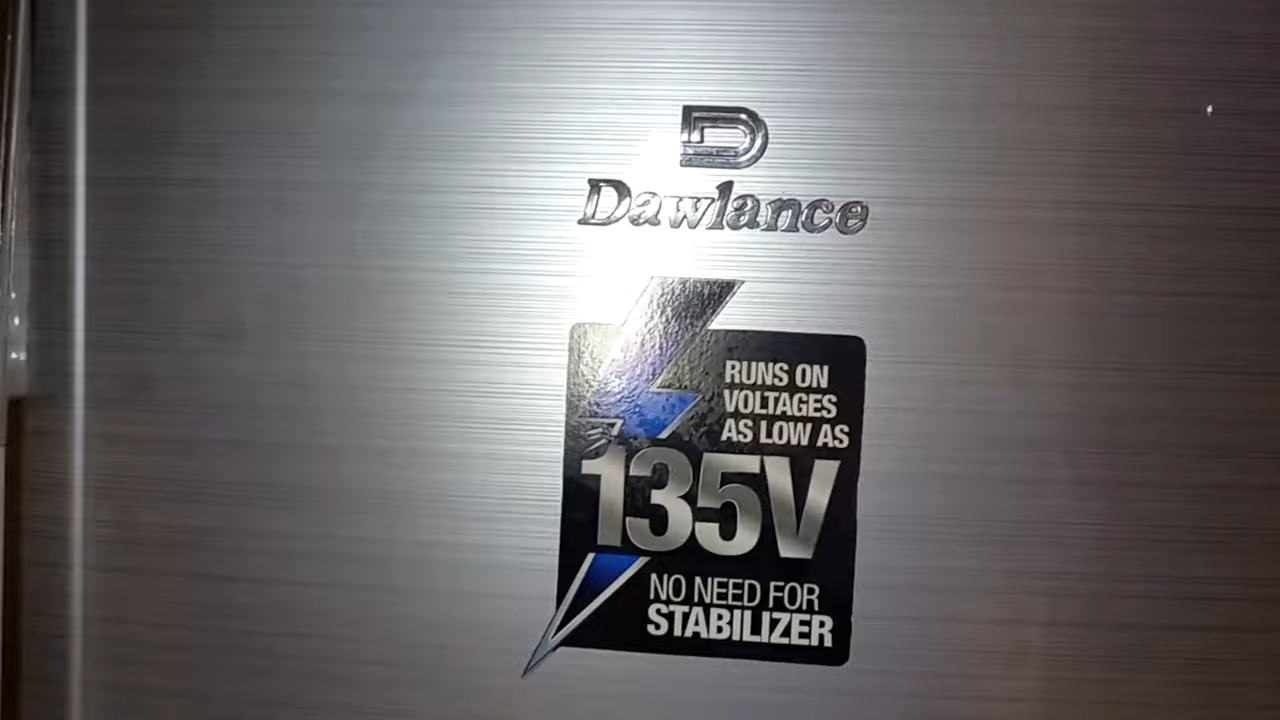 Dawlance
RUNS ON
VOLTAGES
AS LOW AS
135V
NO NEED FOR
STABILIZER